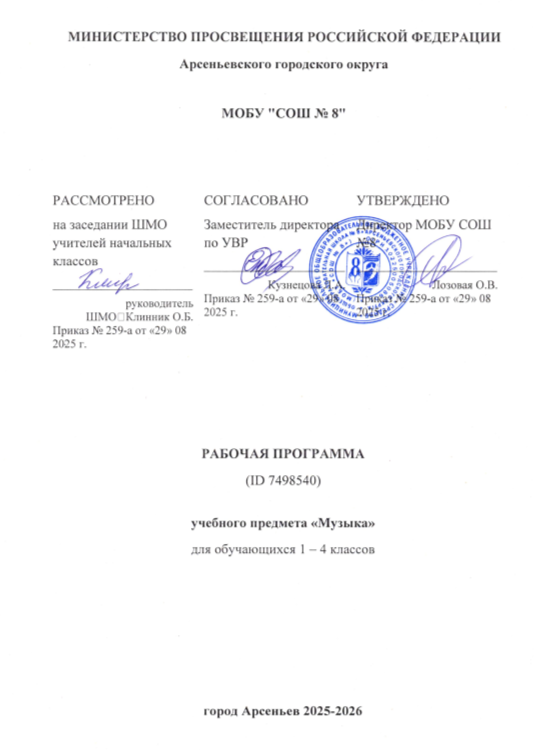 МИНИСТЕРСТВО ПРОСВЕЩЕНИЯ РОССИЙСКОЙ ФЕДЕРАЦИИ
Арсеньевского городского округа
МОБУ "СОШ № 8"
РАССМОТРЕНО
на заседании ШМО
учителей начальных
классов
руководитель
ШМО□Клинник О.Б.
Приказ № 259-а от «29» 08
2025 г.
СОГЛАСОВАНО
Заместитель директора
по УВР
Кузнецова
Приказ № 259-а от «29» 08
2025 г.
УТВЕРЖДЕНО
Директор МОБУ СОШ
№8
Лозовая О.В.
Приказ № 259-а от «29» 08
2025 г.
РАБОЧАЯ ПРОГРАММА
(ID 7498540)
учебного предмета «Музыка»
для обучающихся 1 – 4 классов
город Арсеньев 2025-2026